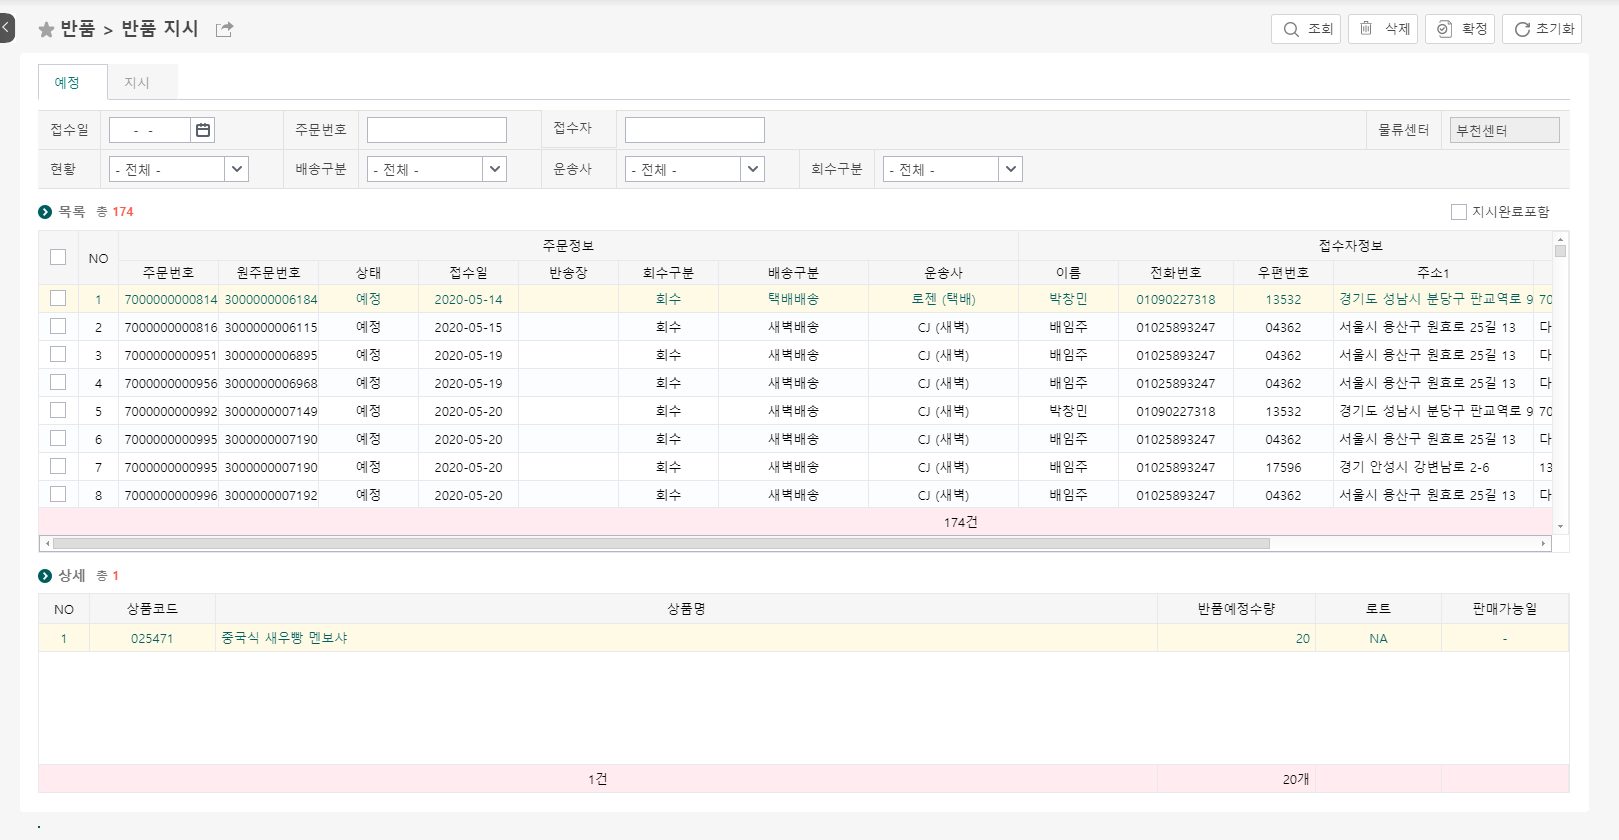 반품 > 반품 지시
조회 삭제 확정 초기화
예정 지시
접수일 - - 주문번호 접수자 물류센터 부천센터
현황 - 전체 - 배송구분 - 전체 - 운송사 - 전체 - 회수구분 - 전체 -
목록 총 174 지시완료포함
NO 주문정보 접수자정보
주문번호 원주문번호 상태 접수일 반송장 회수구분 배송구분 운송사 이름 전화번호 우편번호 주소1
1 7000000000814 3000000006184 예정 2020-05-14 회수 택배배송 로젠 (택배) 박창민 01090227318 13532 경기도 성남시 분당구 판교역로 9 70
2 7000000000816 3000000006115 예정 2020-05-15 회수 새벽배송 CJ (새벽) 배임주 01025893247 04362 서울시 용산구 원효로 25길 13 다
3 7000000000951 3000000006895 예정 2020-05-19 회수 새벽배송 CJ (새벽) 배임주 01025893247 04362 서울시 용산구 원효로 25길 13 다
4 7000000000956 3000000006968 예정 2020-05-19 회수 새벽배송 CJ (새벽) 배임주 01025893247 04362 서울시 용산구 원효로 25길 13 다
5 7000000000992 3000000007149 예정 2020-05-20 회수 새벽배송 CJ (새벽) 박창민 01090227318 13532 경기도 성남시 분당구 판교역로 9 70
6 7000000000995 3000000007190 예정 2020-05-20 회수 새벽배송 CJ (새벽) 배임주 01025893247 04362 서울시 용산구 원효로 25길 13 다
7 7000000000995 3000000007190 예정 2020-05-20 회수 새벽배송 CJ (새벽) 배임주 01025893247 17596 경기 안성시 강변남로 2-6 13
8 7000000000996 3000000007192 예정 2020-05-20 회수 새벽배송 CJ (새벽) 배임주 01025893247 04362 서울시 용산구 원효로 25길 13 다
174건
상세 총 1
NO 상품코드 상품명 반품예정수량 로트 판매가능일
1 025471 중국식 새우빵 멘보샤 20 NA -
1건 20개